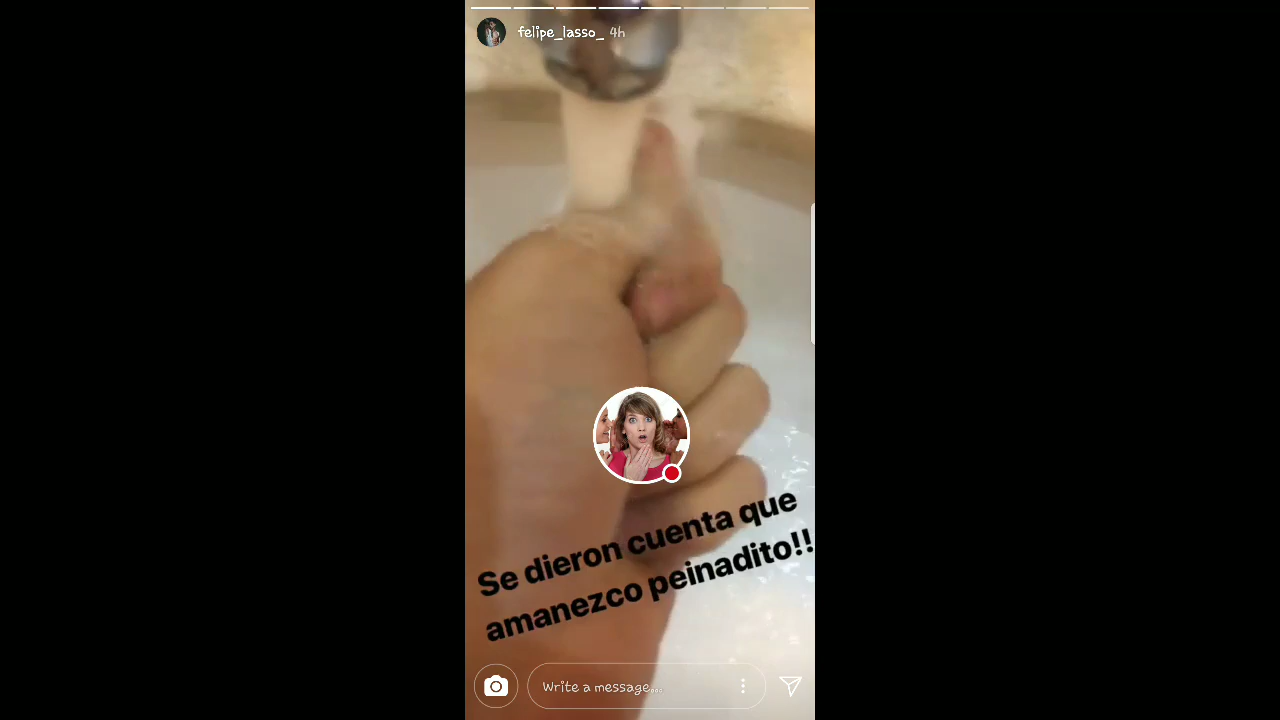 felipe_lasso_ 4h
Se dieron cuenta que
amanezco peinadito!!
Write a message...